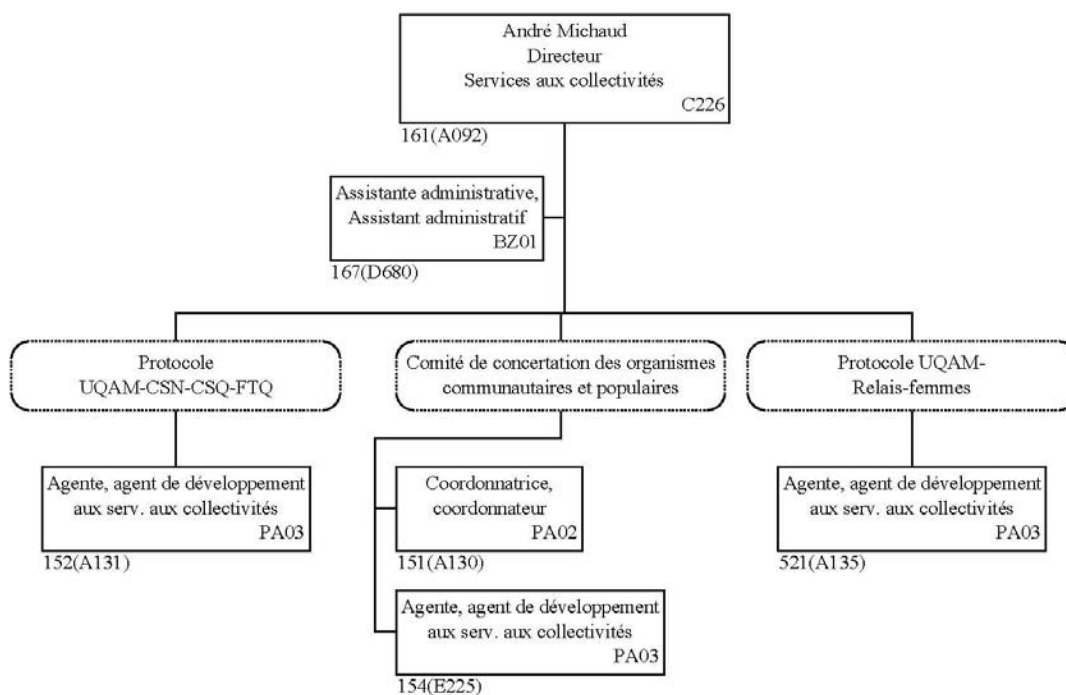 André Michaud
Directeur
Services aux collectivités
C226
161(A092)
Assistante administrative,
Assistant administratif
BZ01
167(D680)
Protocole
UQAM-CSN-CSQ-FTQ
Comité de concertation des organismes
communautaires et populaires
Protocole UQAM-
Relais-femmes
Agente, agent de développement
aux serv. aux collectivités
PA03
152(A131)
Coordonnatrice,
coordonnateur
PA02
151(A130)
Agente, agent de développement
aux serv. aux collectivités
PA03
521(A135)
Agente, agent de développement
aux serv. aux collectivités
PA03
154(E225)